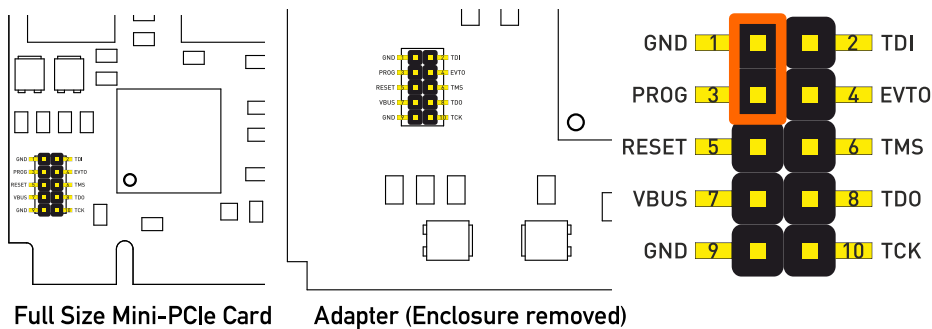 GND TDI
PROG EVTO
RESET TMS
VBUS TDO
GND TCK
Full Size Mini-PCIe Card
GND TDI
PROG EVTO
RESET TMS
VBUS TDO
GND TCK
Adapter (Enclosure removed)
GND 1 2 TDI
PROG 3 4 EVTO
RESET 5 6 TMS
VBUS 7 8 TDO
GND 9 10 TCK